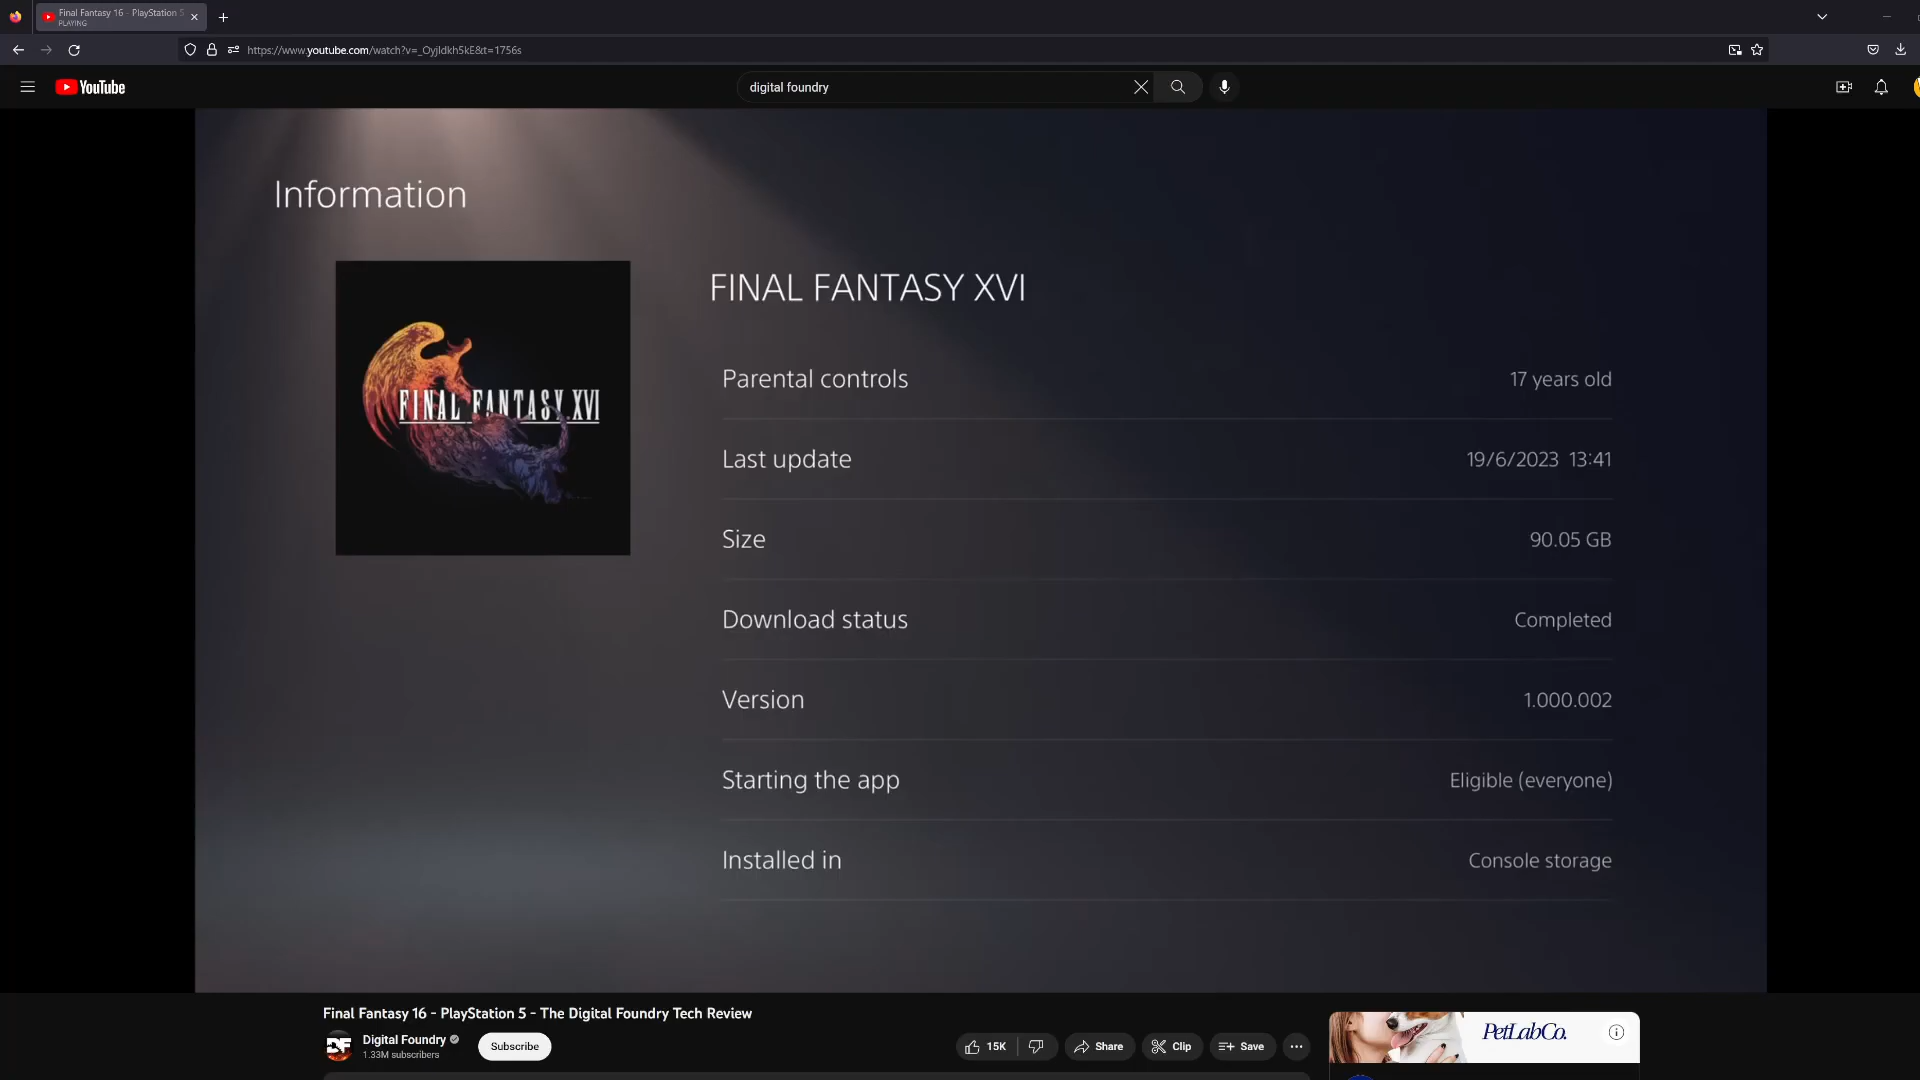 Final Fantasy 16 - PlayStation 5
PLAYING
https://www.youtube.com/watch?v=_OyjIdkh5kE&t=1756s
YouTube
digital foundry
Information
FINAL FANTASY XVI
FINAL FANTASY XVI
Parental controls 17 years old
Last update 19/6/2023 13:41
Size 90.05 GB
Download status Completed
Version 1.000.002
Starting the app Eligible (everyone)
Installed in Console storage
Final Fantasy 16 - PlayStation 5 - The Digital Foundry Tech Review
DF
Digital Foundry
1.33M subscribers
Subscribe
15K
Share
Clip
Save
PetLabCo.